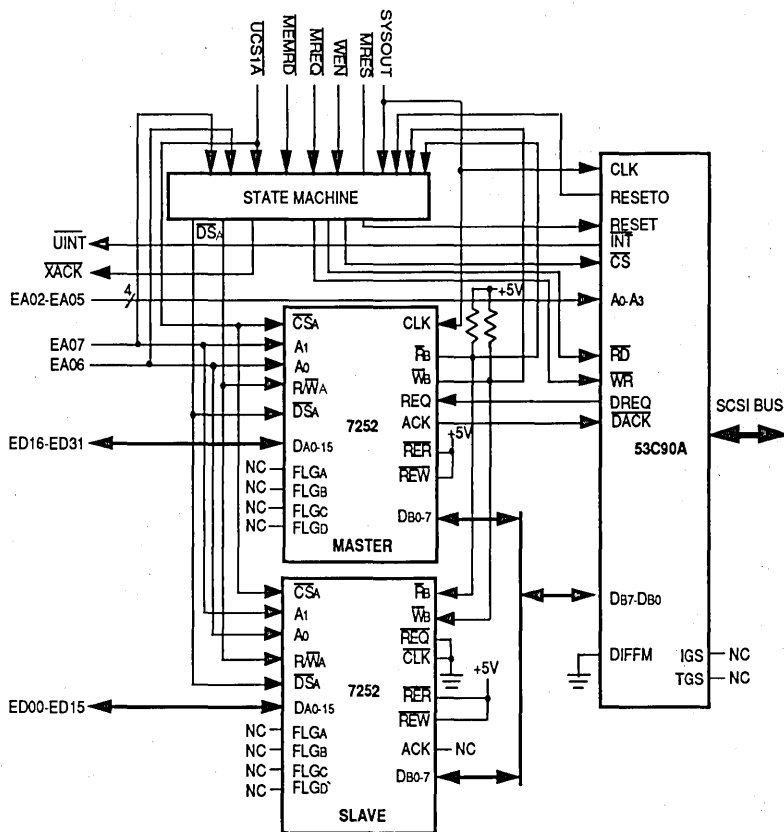 UCS1A
MEMRD
MREQ
WEN
MRES
SYSOUT
STATE MACHINE
DSA
UINT
XACK
EA02-EA05
4
EA07
EA06
ED16-ED31
CLK
RESETO
RESET
INT
CS
A0-A3
RD
WR
DREQ
DACK
53C90A
SCSI BUS
DB7-DB0
DIFFM
IGS
NC
TGS
NC
+5V
CSA
A1
A0
R/WA
DSA
DA0-15
NC
FLGA
NC
FLGB
NC
FLGC
NC
FLGD
7252
MASTER
CLK
RB
WB
REQ
ACK
+5V
RER
REW
DB0-7
ED00-ED15
CSA
A1
A0
R/WA
DSA
DA0-15
NC
FLGA
NC
FLGB
NC
FLGC
NC
FLGD
7252
SLAVE
RB
WB
REQ
CLK
+5V
RER
REW
ACK
NC
DB0-7